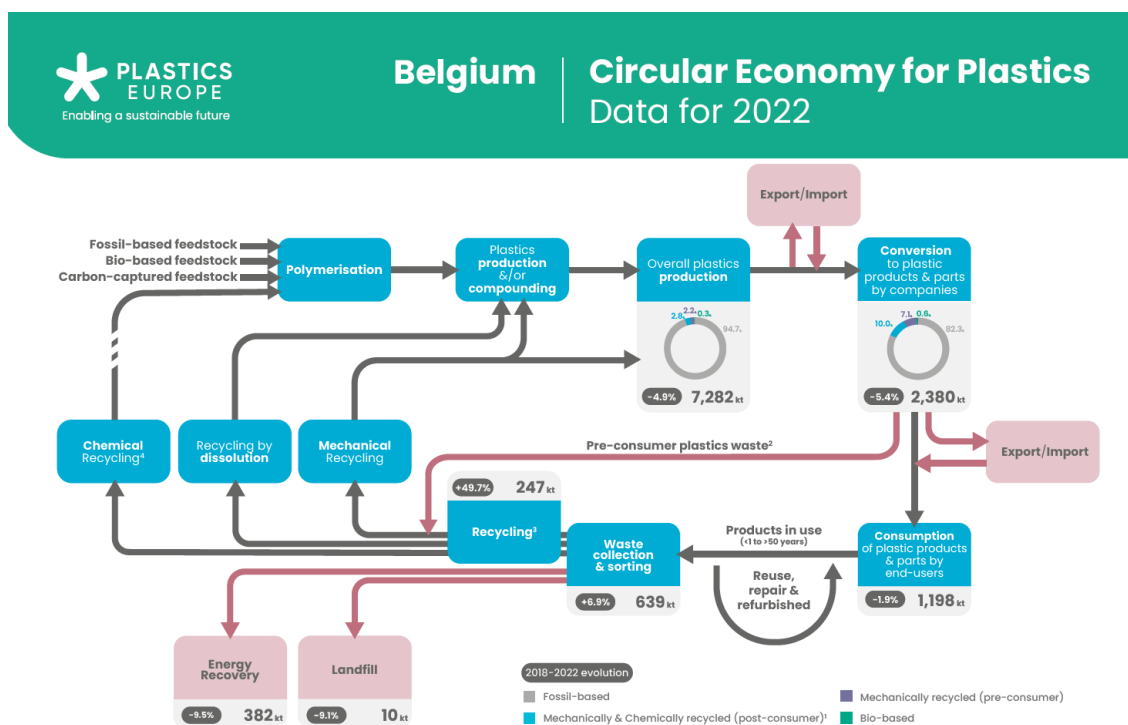 PLASTICS
EUROPE
Enabling a sustainable future
Belgium
Circular Economy for Plastics
Data for 2022
Export/Import
Fossil-based feedstock
Bio-based feedstock
Carbon-captured feedstock
Polymerisation
Plastics
production
&/or
compounding
Overall plastics
production
2.8%
2.2%
0.3%
94.7%
-4.9%
7,282 kt
Conversion
to plastic
products & parts
by companies
10.0%
7.1%
0.6%
82.3%
-5.4%
2,380 kt
Chemical
Recycling⁴
Recycling by
dissolution
Mechanical
Recycling
Pre-consumer plastics waste²
Export/Import
+49.7%
247 kt
Recycling³
Waste
collection
& sorting
+6.9%
639 kt
Products in use
(<1 to >50 years)
Reuse,
repair &
refurbished
Consumption
of plastic products
& parts by
end-users
-1.9%
1,198 kt
Energy
Recovery
-9.5%
382 kt
Landfill
-9.1%
10 kt
2018-2022 evolution
Fossil-based
Mechanically & Chemically recycled (post-consumer)¹
Mechanically recycled (pre-consumer)
Bio-based